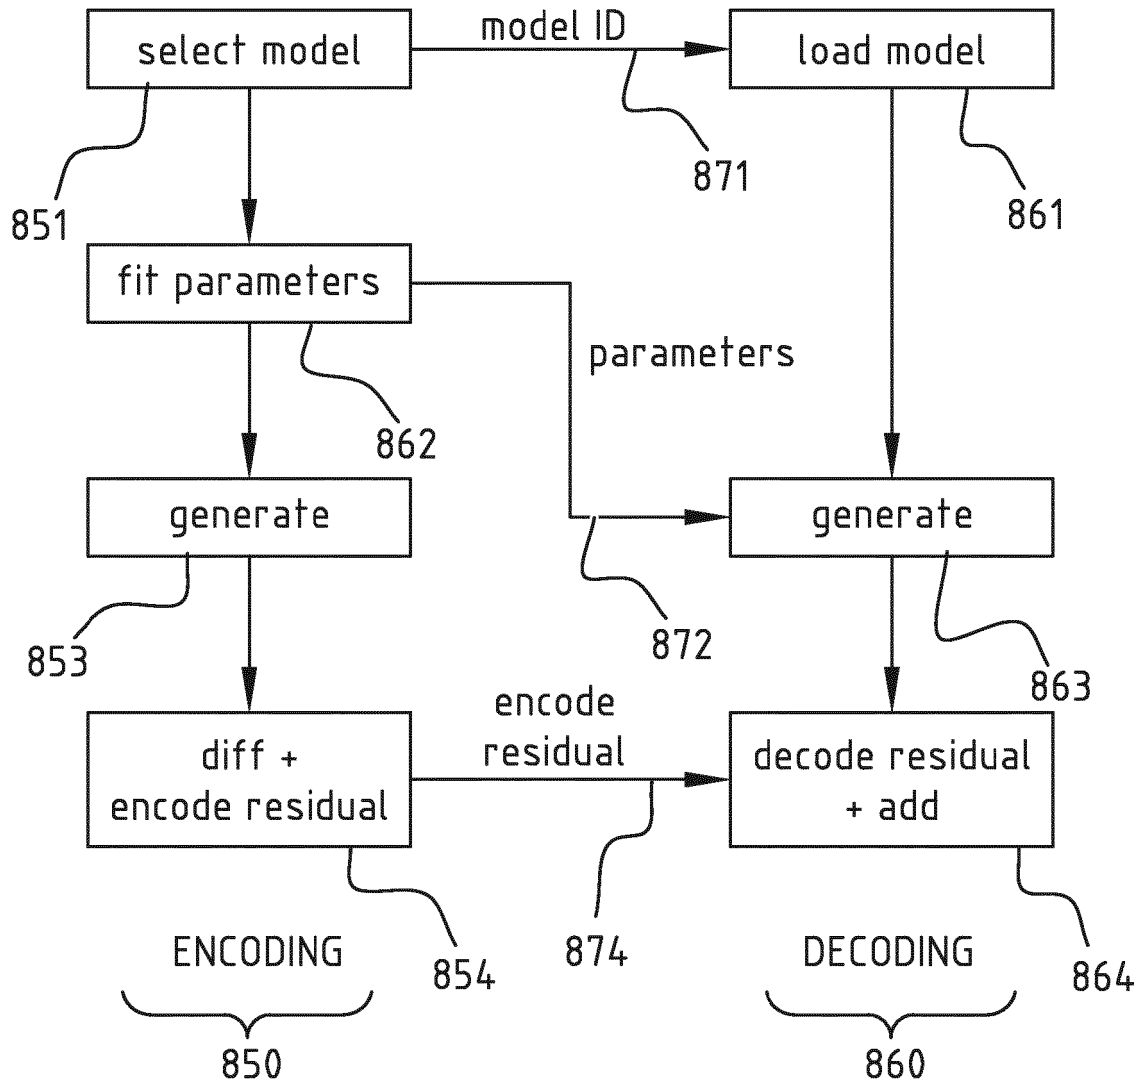 select model
model ID
load model
871
851
861
fit parameters
parameters
862
generate
generate
872
853
863
encode
residual
diff +
encode residual
decode residual
+ add
ENCODING
874
DECODING
854
864
850
860